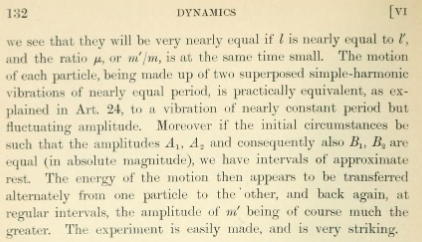 132 DYNAMICS [VI
we see that they will be very nearly equal if l is nearly equal to l′,
and the ratio μ, or m′/m, is at the same time small. The motion
of each particle, being made up of two superposed simple-harmonic
vibrations of nearly equal period, is practically equivalent, as ex-
plained in Art. 24, to a vibration of nearly constant period but
fluctuating amplitude. Moreover if the initial circumstances be
such that the amplitudes A₁, A₂ and consequently also B₁, B₂ are
equal (in absolute magnitude), we have intervals of approximate
rest. The energy of the motion then appears to be transferred
alternately from one particle to the other, and back again, at
regular intervals, the amplitude of m′ being of course much the
greater. The experiment is easily made, and is very striking.